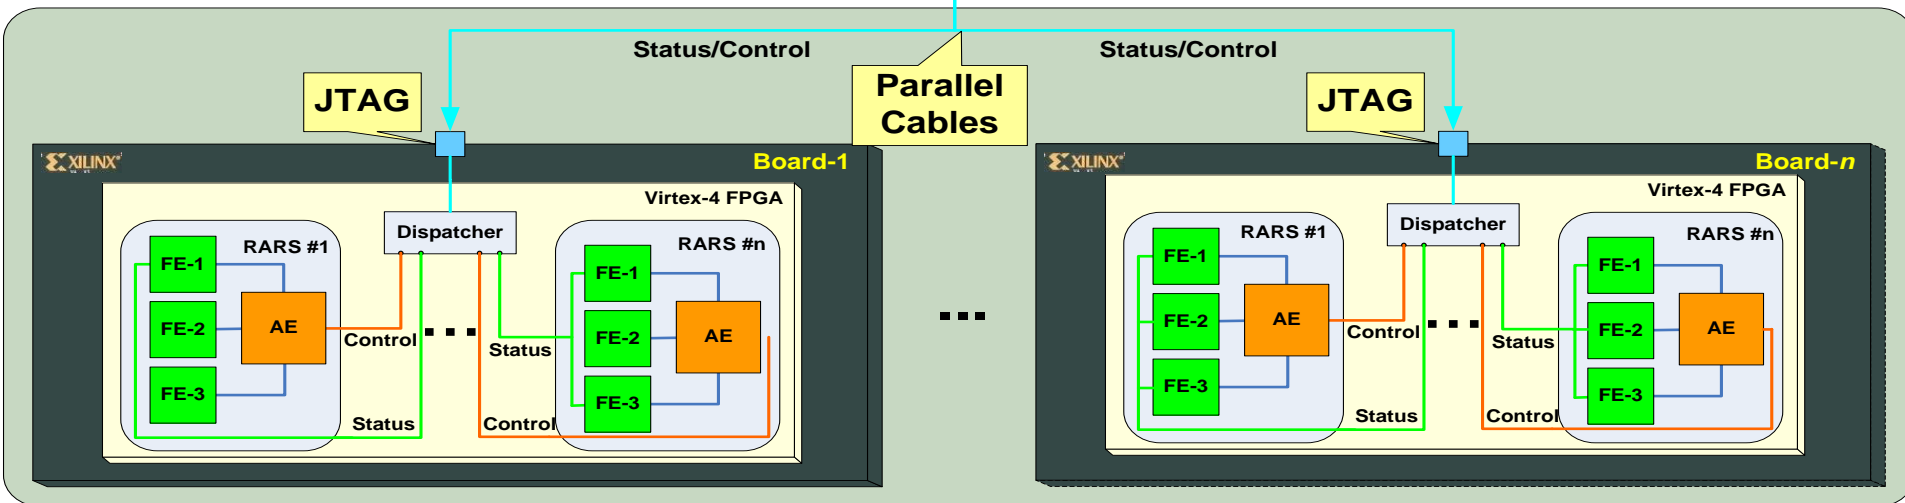 Status/Control
Status/Control
Parallel
Cables
JTAG
JTAG
XILINX®
Board-1
Virtex-4 FPGA
Dispatcher
RARS #1
FE-1
FE-2
FE-3
AE
Control
Status
RARS #n
FE-1
FE-2
FE-3
AE
Status
Control
XILINX®
Board-n
Virtex-4 FPGA
Dispatcher
RARS #1
FE-1
FE-2
FE-3
AE
Control
Status
RARS #n
FE-1
FE-2
FE-3
AE
Status
Control